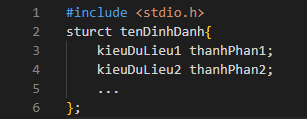 1 #include <stdio.h>
2 sturct tenDinhDanh{
3 kieuDuLieu1 thanhPhan1;
4 kieuDuLieu2 thanhPhan2;
5 ...
6 };